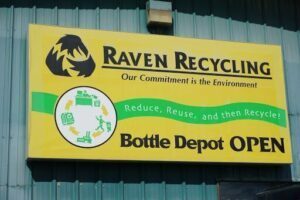 RAVEN RECYCLING
Our Commitment is the Environment
Reduce, Reuse, and then Recycle!
Bottle Depot OPEN